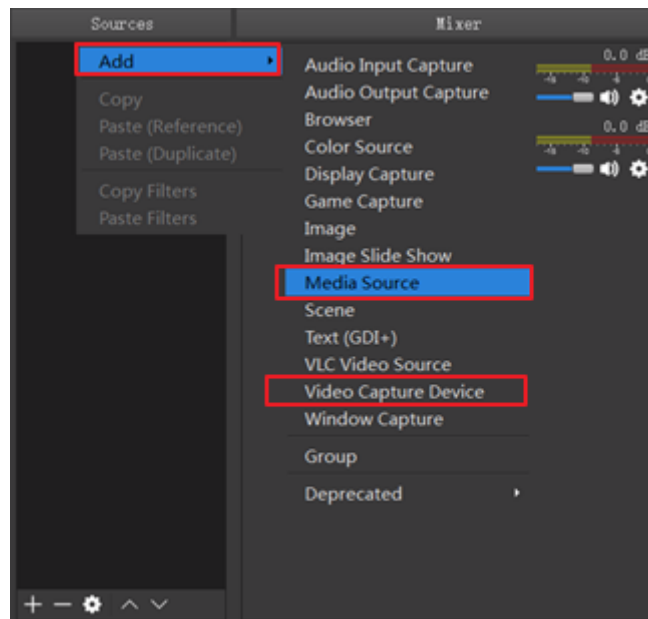 Sources
Mixer
Add
Copy
Paste (Reference)
Paste (Duplicate)
Copy Filters
Paste Filters
Audio Input Capture
Audio Output Capture
Browser
Color Source
Display Capture
Game Capture
Image
Image Slide Show
Media Source
Scene
Text (GDI+)
VLC Video Source
Video Capture Device
Window Capture
Group
Deprecated
0.0 dB
0.0 dB